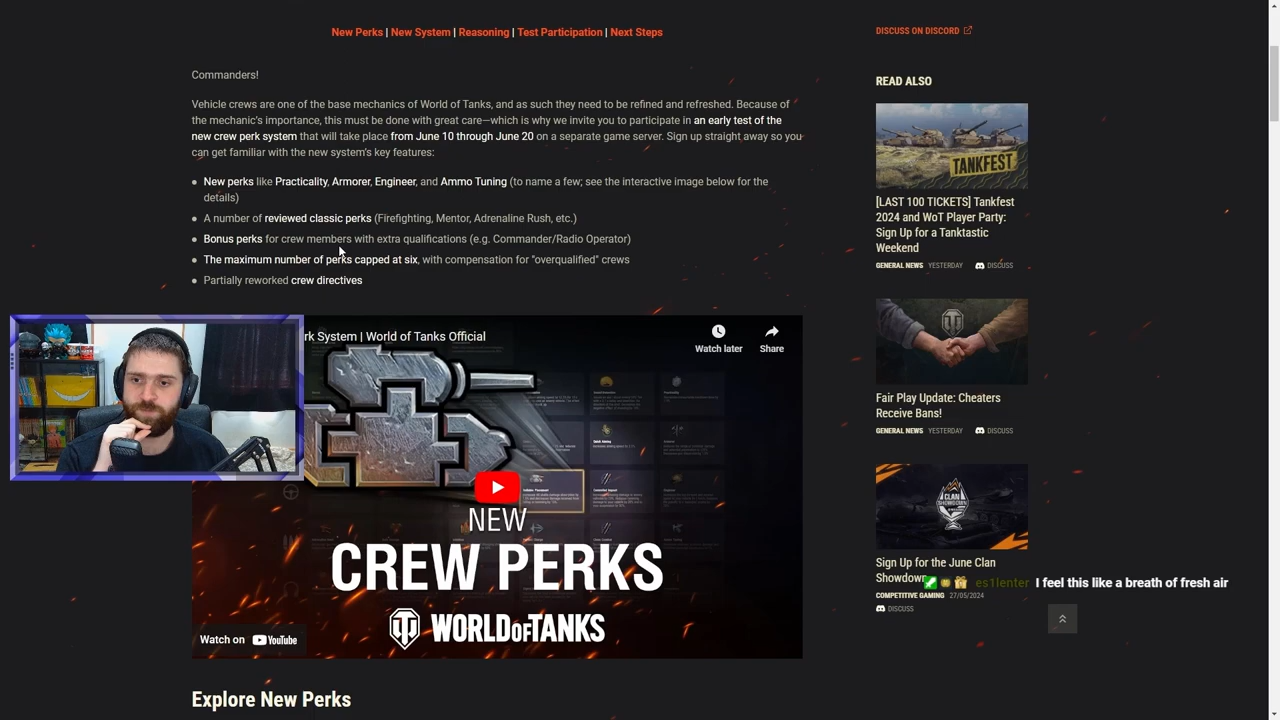 New Perks | New System | Reasoning | Test Participation | Next Steps
DISCUSS ON DISCORD
Commanders!
READ ALSO
Vehicle crews are one of the base mechanics of World of Tanks, and as such they need to be refined and refreshed. Because of
the mechanic's importance, this must be done with great care—which is why we invite you to participate in an early test of the
new crew perk system that will take place from June 10 through June 20 on a separate game server. Sign up straight away so you
can get familiar with the new system's key features:
New perks like Practicality, Armorer, Engineer, and Ammo Tuning (to name a few; see the interactive image below for the
details)
A number of reviewed classic perks (Firefighting, Mentor, Adrenaline Rush, etc.)
Bonus perks for crew members with extra qualifications (e.g. Commander/Radio Operator)
The maximum number of perks capped at six, with compensation for "overqualified" crews
Partially reworked crew directives
TANKFEST
[LAST 100 TICKETS] Tankfest
2024 and WoT Player Party:
Sign Up for a Tanktastic
Weekend
GENERAL NEWS YESTERDAY DISCUSS
rk System | World of Tanks Official
Watch later
Share
NEW
CREW PERKS
WORLD OF TANKS
Watch on YouTube
Fair Play Update: Cheaters
Receive Bans!
GENERAL NEWS YESTERDAY DISCUSS
CLAN
SHOWDOWN
Sign Up for the June Clan
Showdown
es1lenter I feel this like a breath of fresh air
COMPETITIVE GAMING 27/05/2024
DISCUSS
Explore New Perks